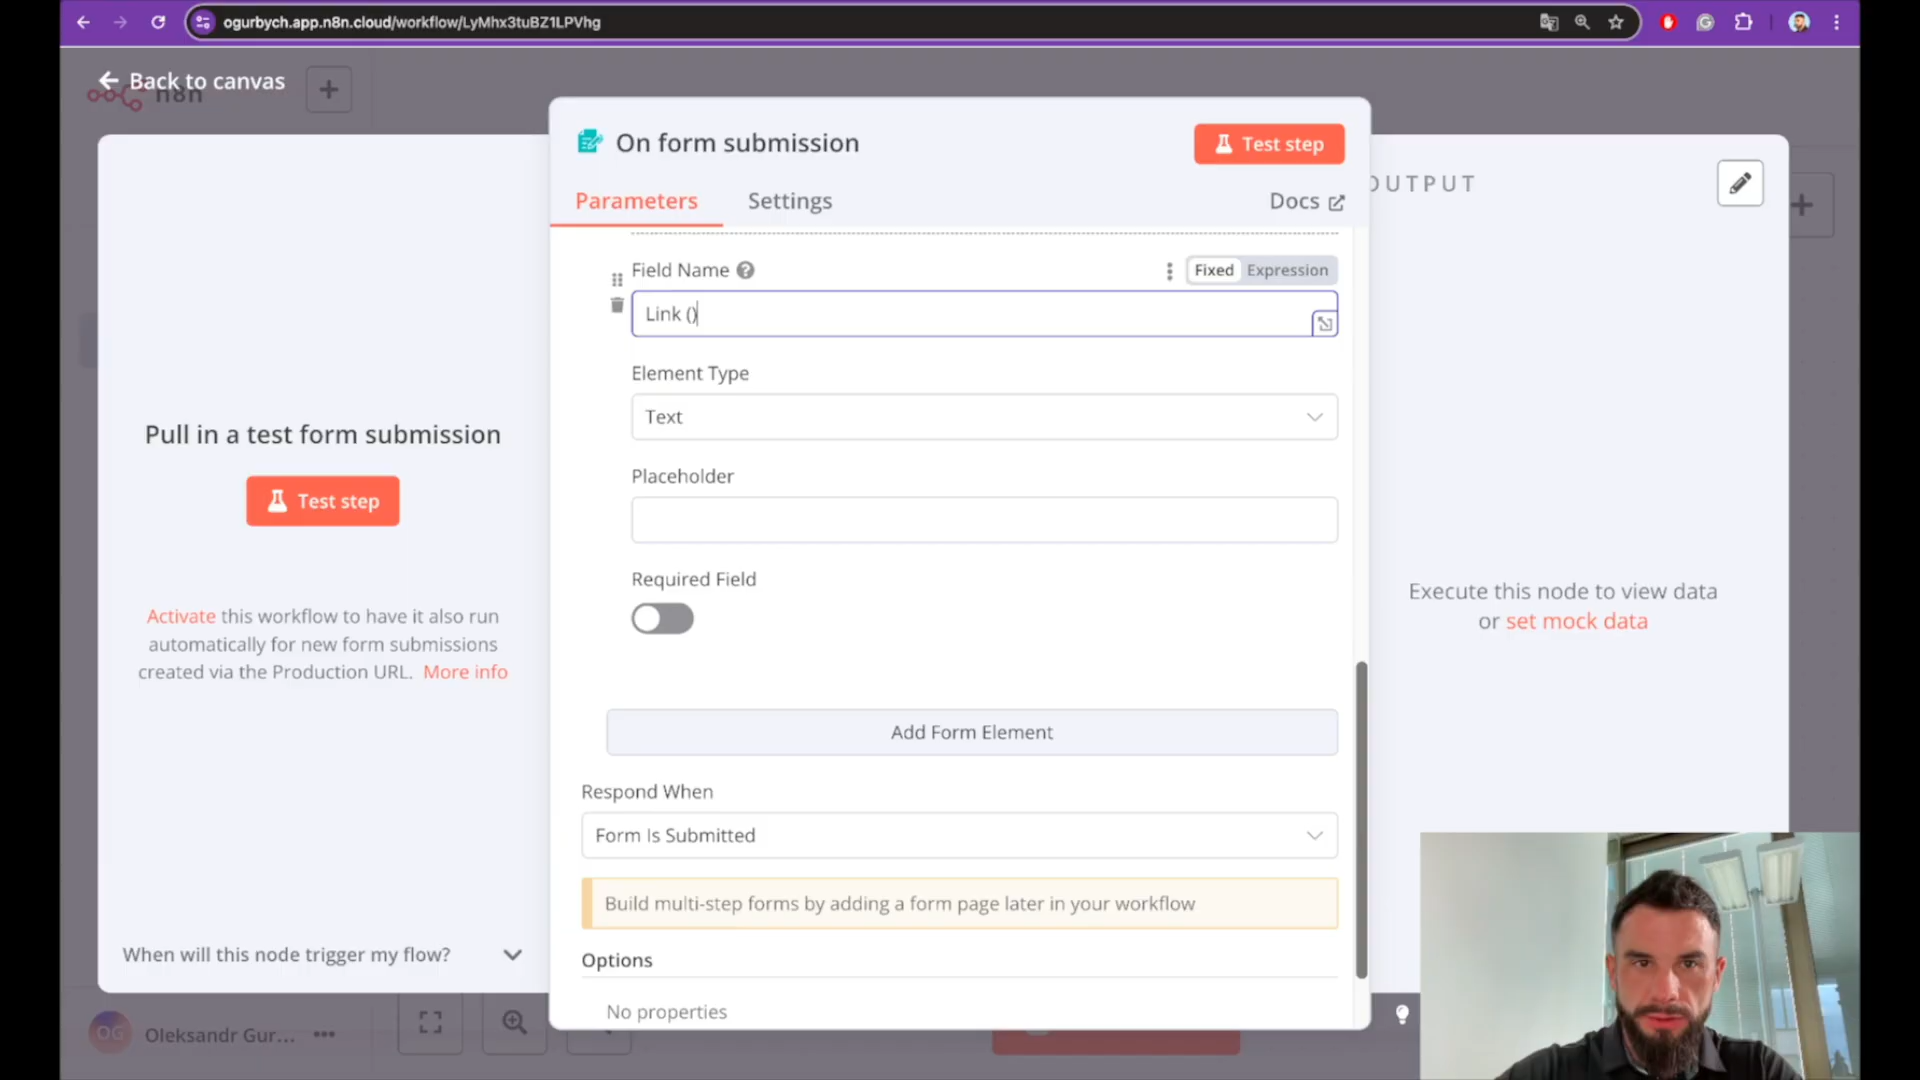 ogurbych.app.n8n.cloud/workflow/LyMhx3tuBZ1LPVhg
Back to canvas
n8n
On form submission
Test step
OUTPUT
Parameters
Settings
Docs
Field Name
Fixed
Expression
Link ()
Element Type
Text
Pull in a test form submission
Test step
Placeholder
Required Field
Activate this workflow to have it also run
automatically for new form submissions
created via the Production URL. More info
Execute this node to view data
or set mock data
Add Form Element
Respond When
Form Is Submitted
Build multi-step forms by adding a form page later in your workflow
When will this node trigger my flow?
Options
No properties
OG
Oleksandr Gur...